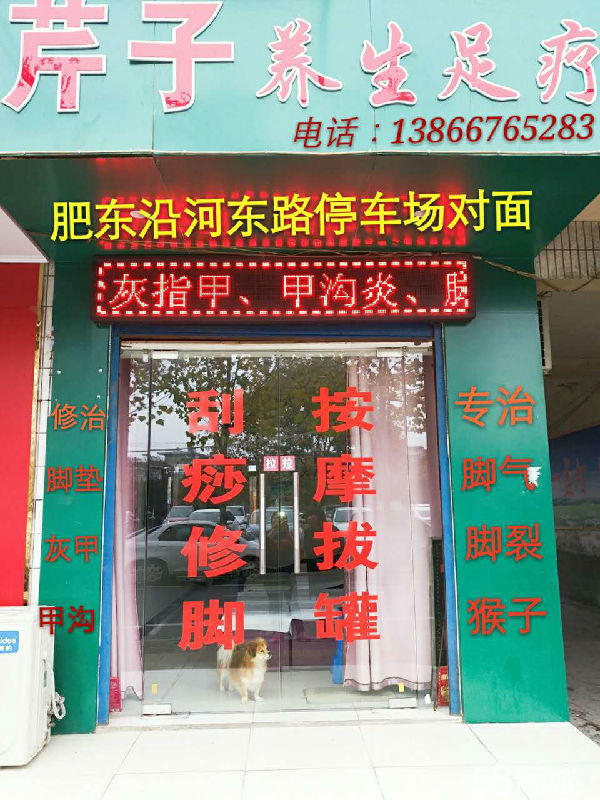 芹子养生足疗
电话：13866765283
肥东沿河东路停车场对面
灰指甲、甲沟炎、
修治
脚垫
灰甲
甲沟
刮痧修脚
按摩拔罐
拉 拉
专治
脚气
脚裂
猴子
Midea